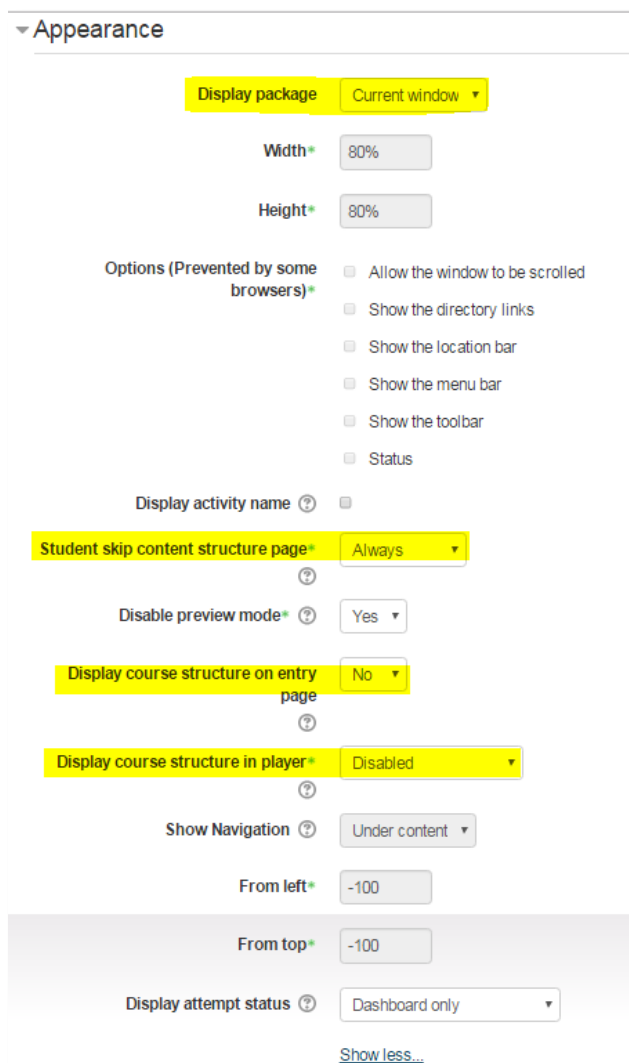 Appearance
Display package Current window
Width* 80%
Height* 80%
Options (Prevented by some
browsers)*
Allow the window to be scrolled
Show the directory links
Show the location bar
Show the menu bar
Show the toolbar
Status
Display activity name ?
Student skip content structure page* Always
?
Disable preview mode* ? Yes
Display course structure on entry No
page
?
Display course structure in player* Disabled
?
Show Navigation ? Under content
From left* -100
From top* -100
Display attempt status ? Dashboard only
Show less...